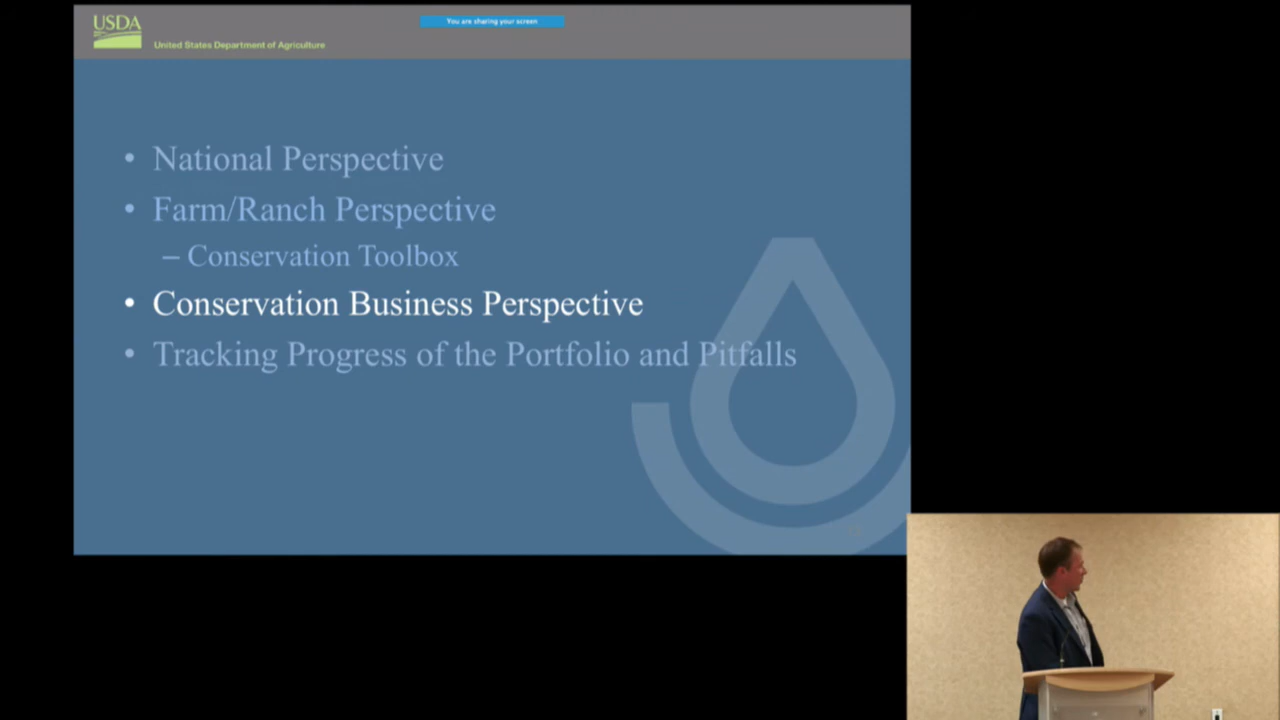 USDA
United States Department of Agriculture
You are sharing your screen
• National Perspective
• Farm/Ranch Perspective
– Conservation Toolbox
• Conservation Business Perspective
• Tracking Progress of the Portfolio and Pitfalls